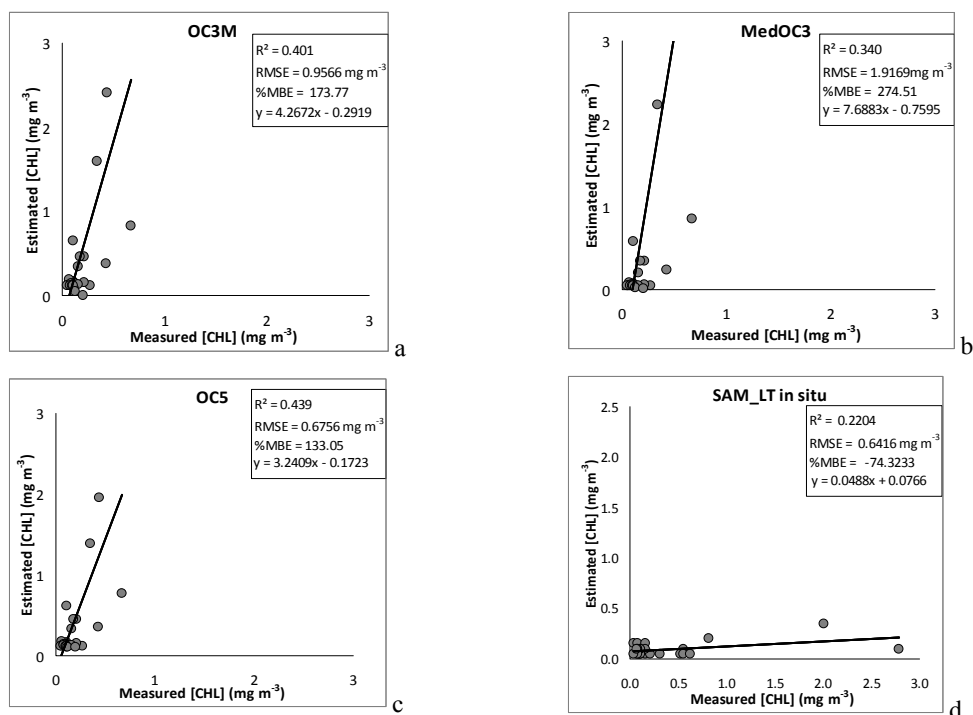 OC3M
R² = 0.401
RMSE = 0.9566 mg m⁻³
%MBE = 173.77
y = 4.2672x - 0.2919
Estimated [CHL] (mg m⁻³)
3
2
1
0
0 1 2 3
Measured [CHL] (mg m⁻³)
a
MedOC3
R² = 0.340
RMSE = 1.9169mg m⁻³
%MBE = 274.51
y = 7.6883x - 0.7595
Estimated [CHL] (mg m⁻³)
3
2
1
0
0 1 2 3
Measured [CHL] (mg m⁻³)
b
OC5
R² = 0.439
RMSE = 0.6756 mg m⁻³
%MBE = 133.05
y = 3.2409x - 0.1723
Estimated [CHL] (mg m⁻³)
3
2
1
0
0 1 2 3
Measured [CHL] (mg m⁻³)
c
SAM_LT in situ
R² = 0.2204
RMSE = 0.6416 mg m⁻³
%MBE = -74.3233
y = 0.0488x + 0.0766
Estimated [CHL] (mg m⁻³)
2.5
2.0
1.5
1.0
0.5
0.0
0.0 0.5 1.0 1.5 2.0 2.5 3.0
Measured [CHL] (mg m⁻³)
d